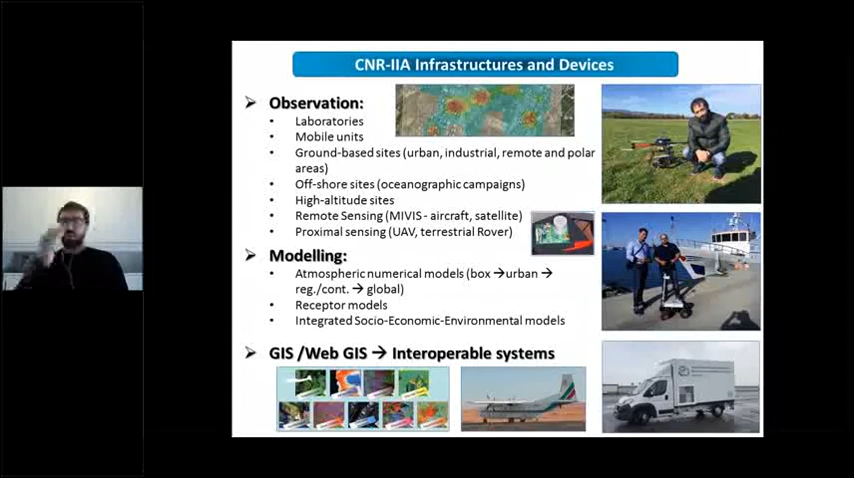 CNR-IIA Infrastructures and Devices
➢ Observation:
• Laboratories
• Mobile units
• Ground-based sites (urban, industrial, remote and polar
areas)
• Off-shore sites (oceanographic campaigns)
• High-altitude sites
• Remote Sensing (MIVIS - aircraft, satellite)
• Proximal sensing (UAV, terrestrial Rover)
➢ Modelling:
• Atmospheric numerical models (box → urban →
reg./cont. → global)
• Receptor models
• Integrated Socio-Economic-Environmental models
➢ GIS /Web GIS → Interoperable systems